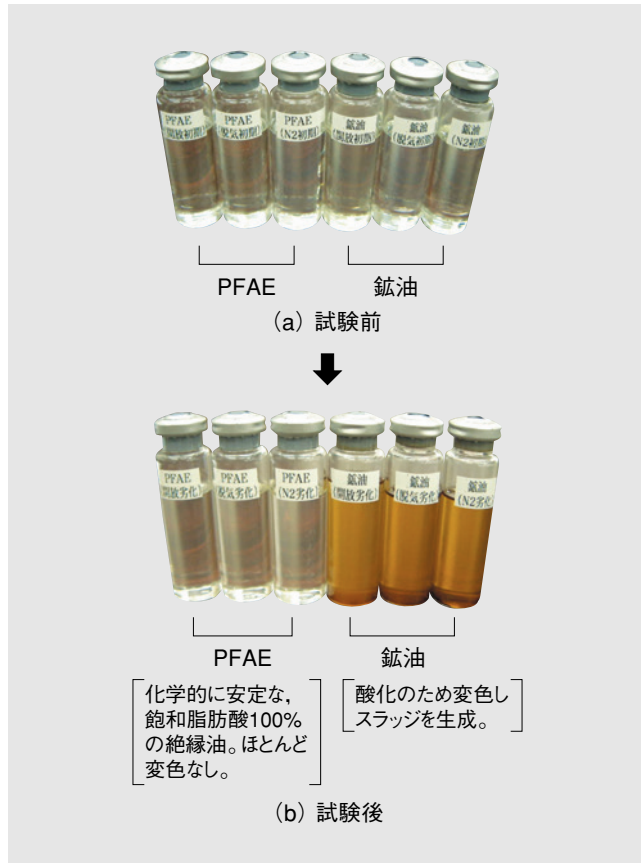 PFAE
(開放初期)
PFAE
(脱気初期)
PFAE
(N2初期)
鉱油
(開放初期)
鉱油
(脱気初期)
鉱油
(N2初期)
PFAE
鉱油
(a) 試験前
PFAE
(開放劣化)
PFAE
(脱気劣化)
PFAE
(N2劣化)
鉱油
(開放劣化)
鉱油
(脱気劣化)
鉱油
(N2劣化)
PFAE
鉱油
化学的に安定な,
飽和脂肪酸100%
の絶縁油。ほとんど
変色なし。
酸化のため変色し
スラッジを生成。
(b) 試験後